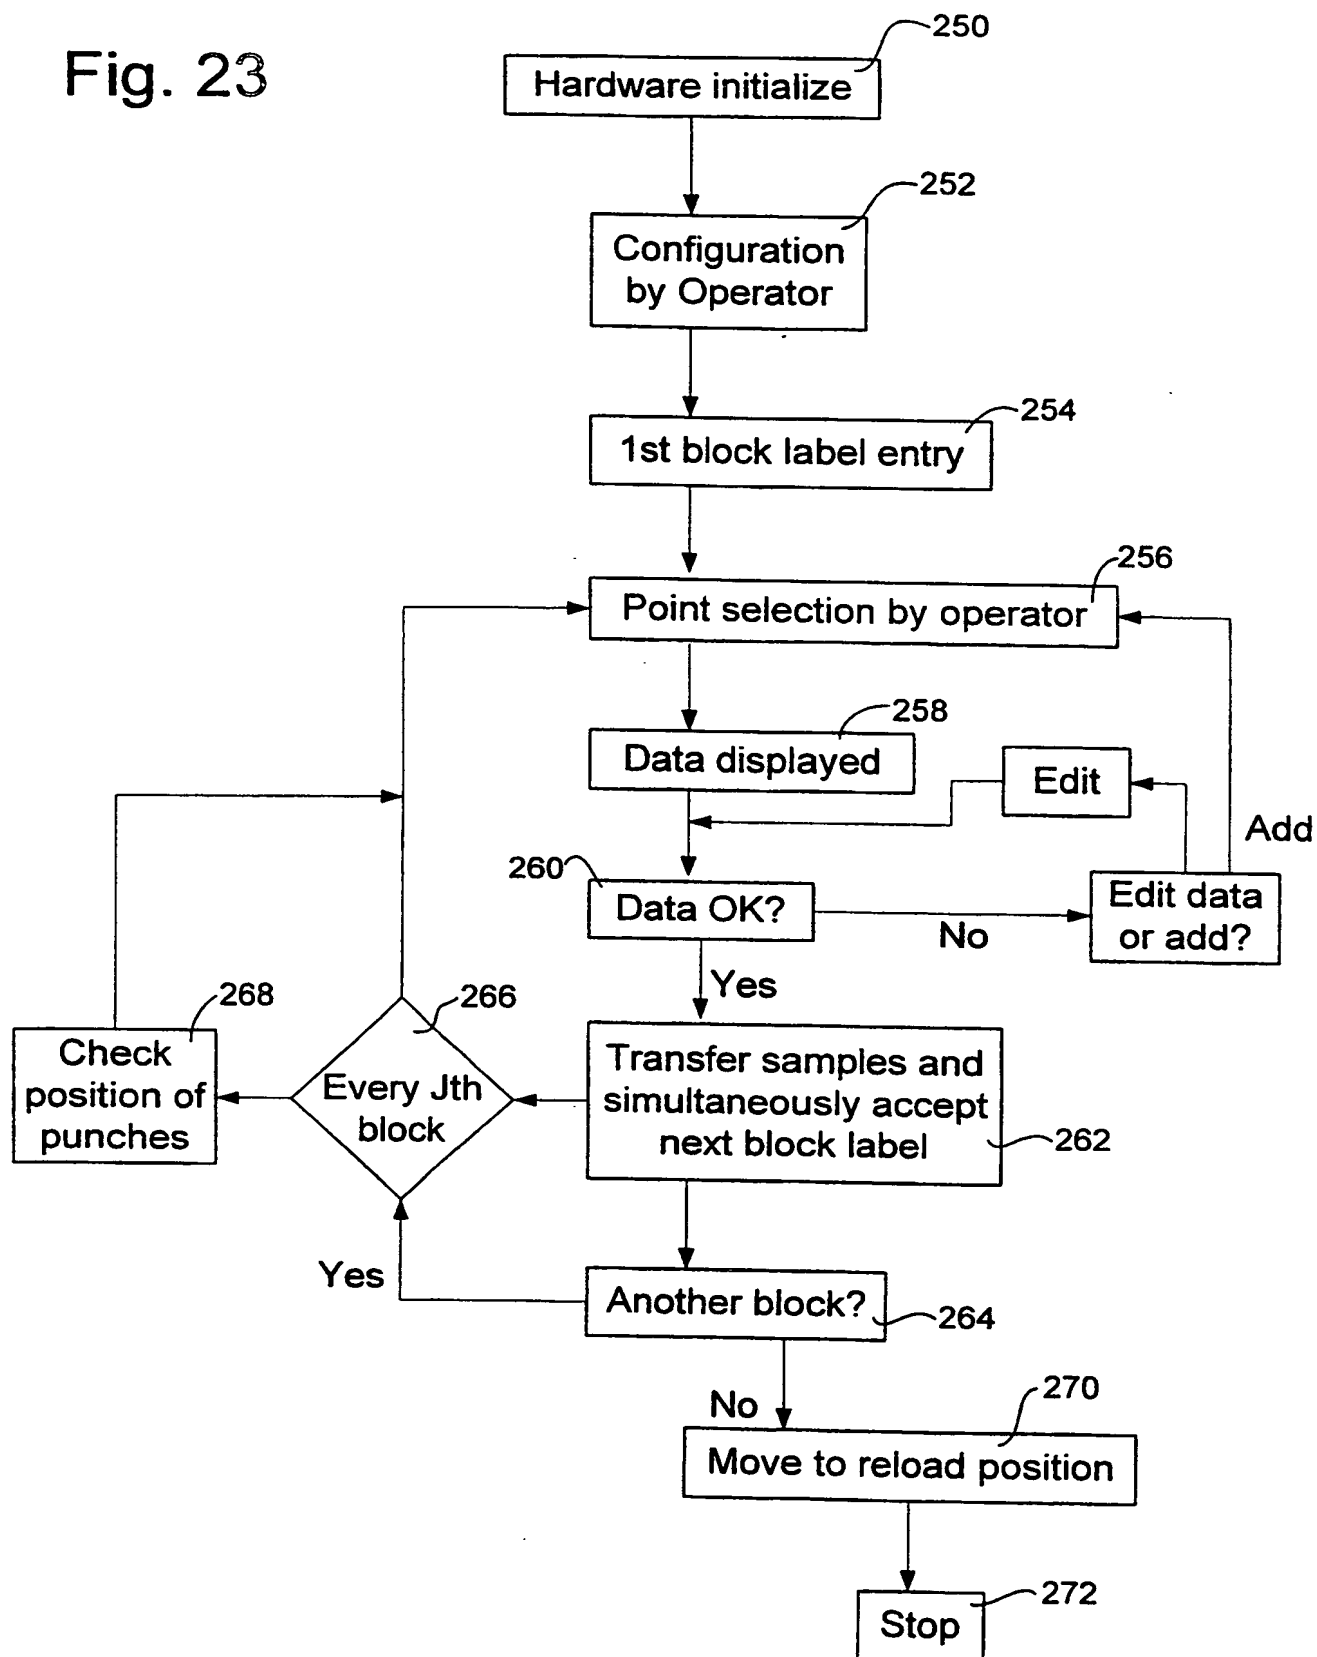 Fig. 23
250
Hardware initialize
252
Configuration
by Operator
254
1st block label entry
256
Point selection by operator
258
Data displayed
Edit
Add
260
Data OK?
No
Edit data
or add?
Yes
268
266
Check
position of
punches
Every Jth
block
Transfer samples and
simultaneously accept
next block label
262
Yes
Another block?
264
No
270
Move to reload position
272
Stop